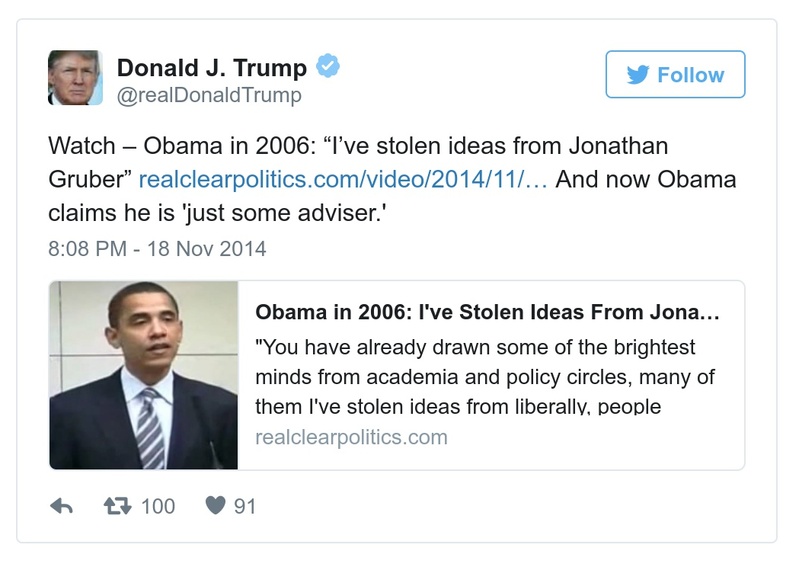 Donald J. Trump
@realDonaldTrump
Follow
Watch – Obama in 2006: “I’ve stolen ideas from Jonathan
Gruber” realclearpolitics.com/video/2014/11/… And now Obama
claims he is 'just some adviser.'
8:08 PM - 18 Nov 2014
Obama in 2006: I've Stolen Ideas From Jona…
"You have already drawn some of the brightest
minds from academia and policy circles, many of
them I've stolen ideas from liberally, people
realclearpolitics.com
100
91